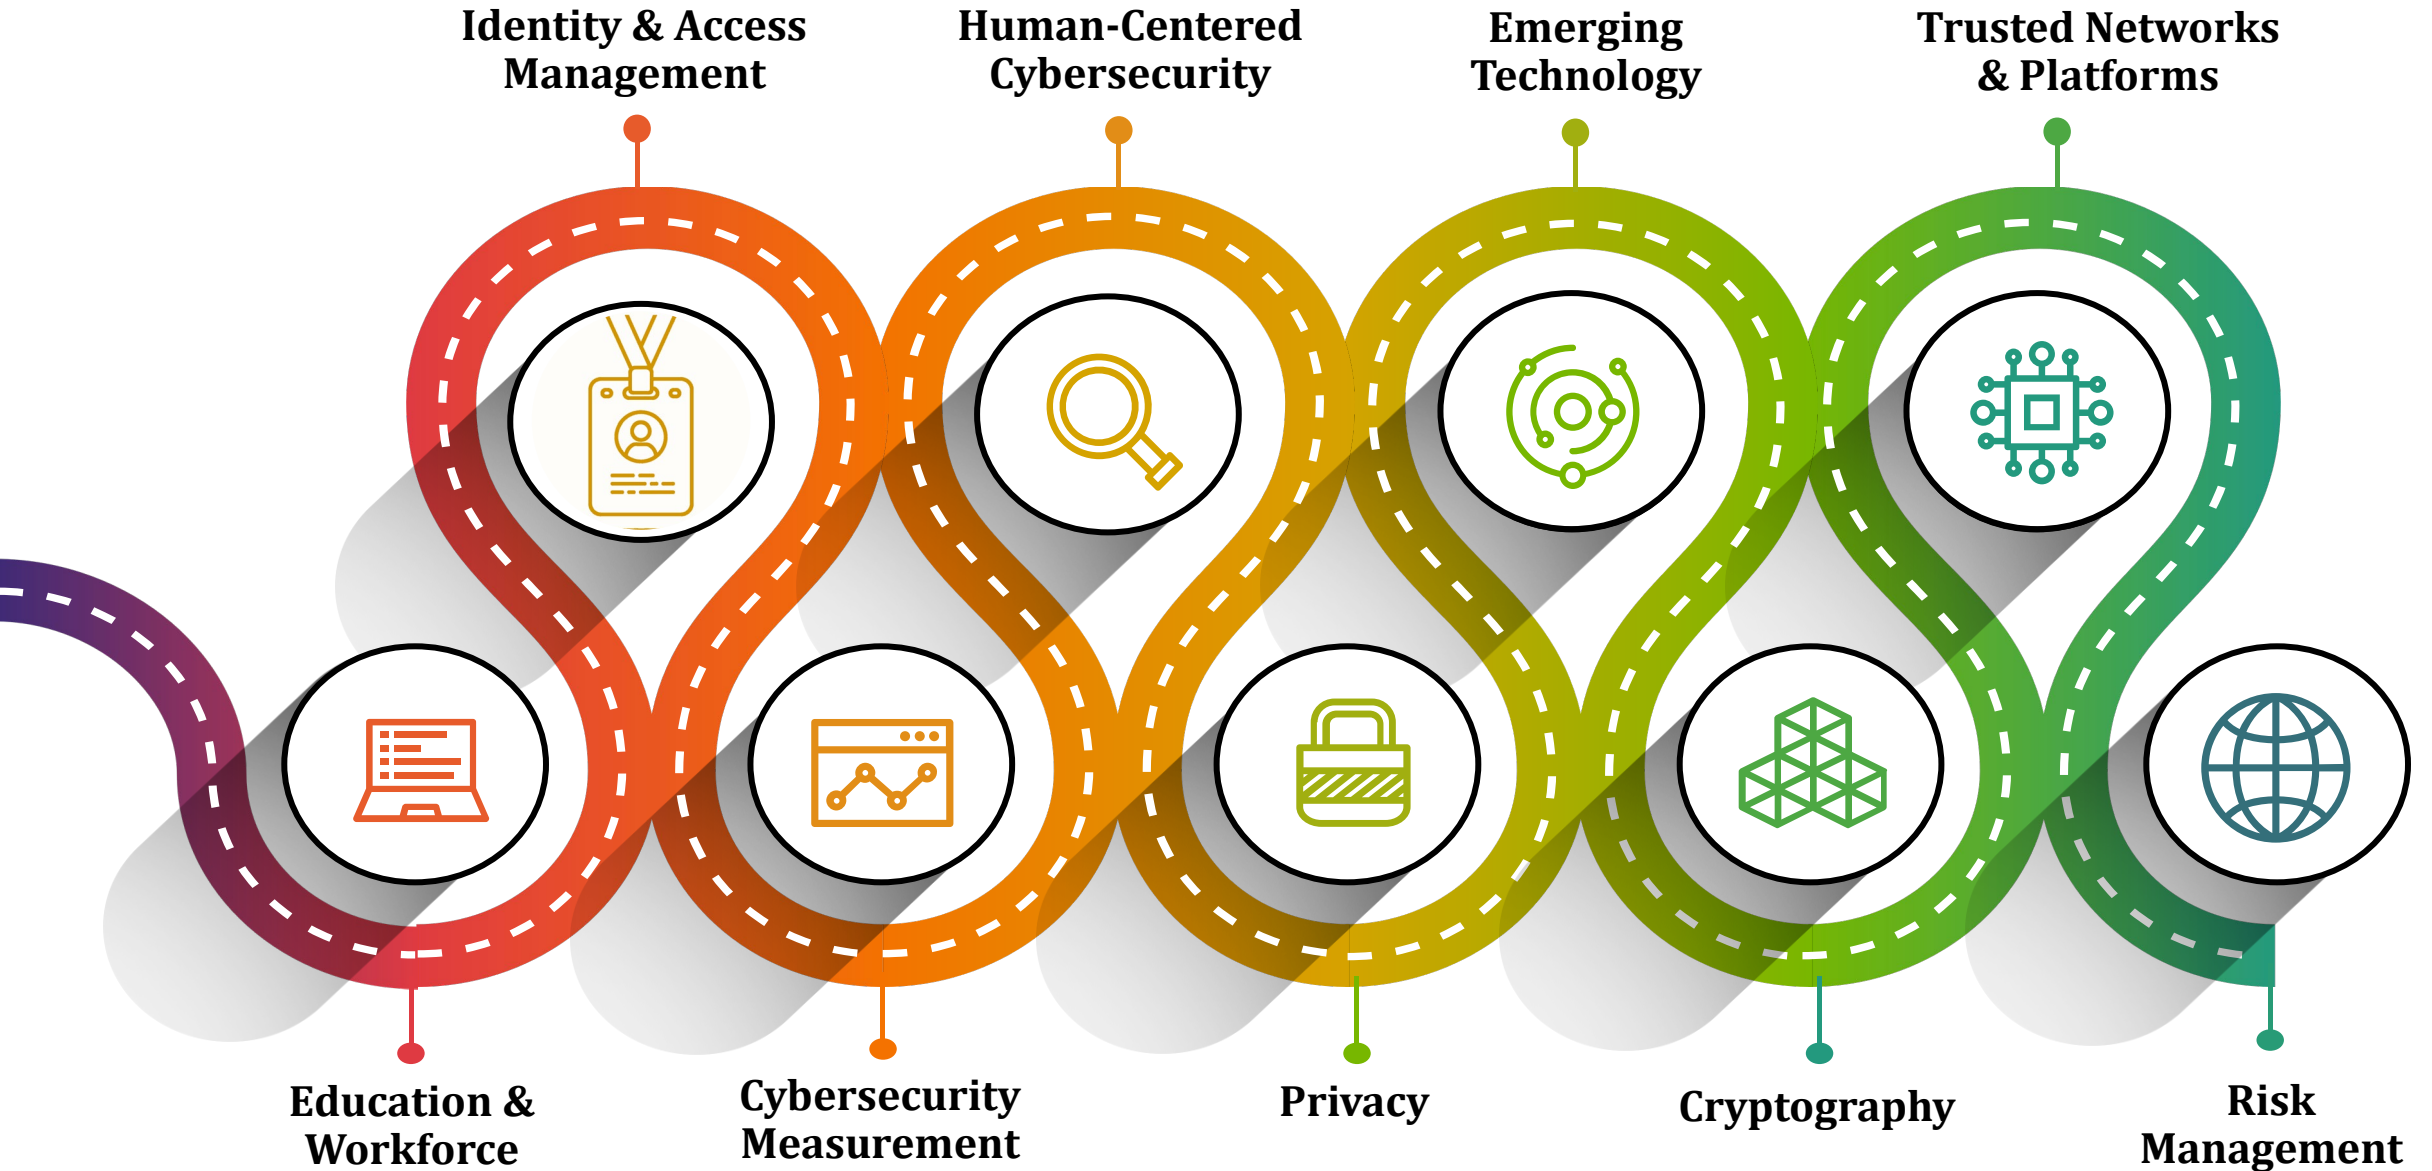 Identity & Access
Management
Human-Centered
Cybersecurity
Emerging
Technology
Trusted Networks
& Platforms
Education &
Workforce
Cybersecurity
Measurement
Privacy
Cryptography
Risk
Management